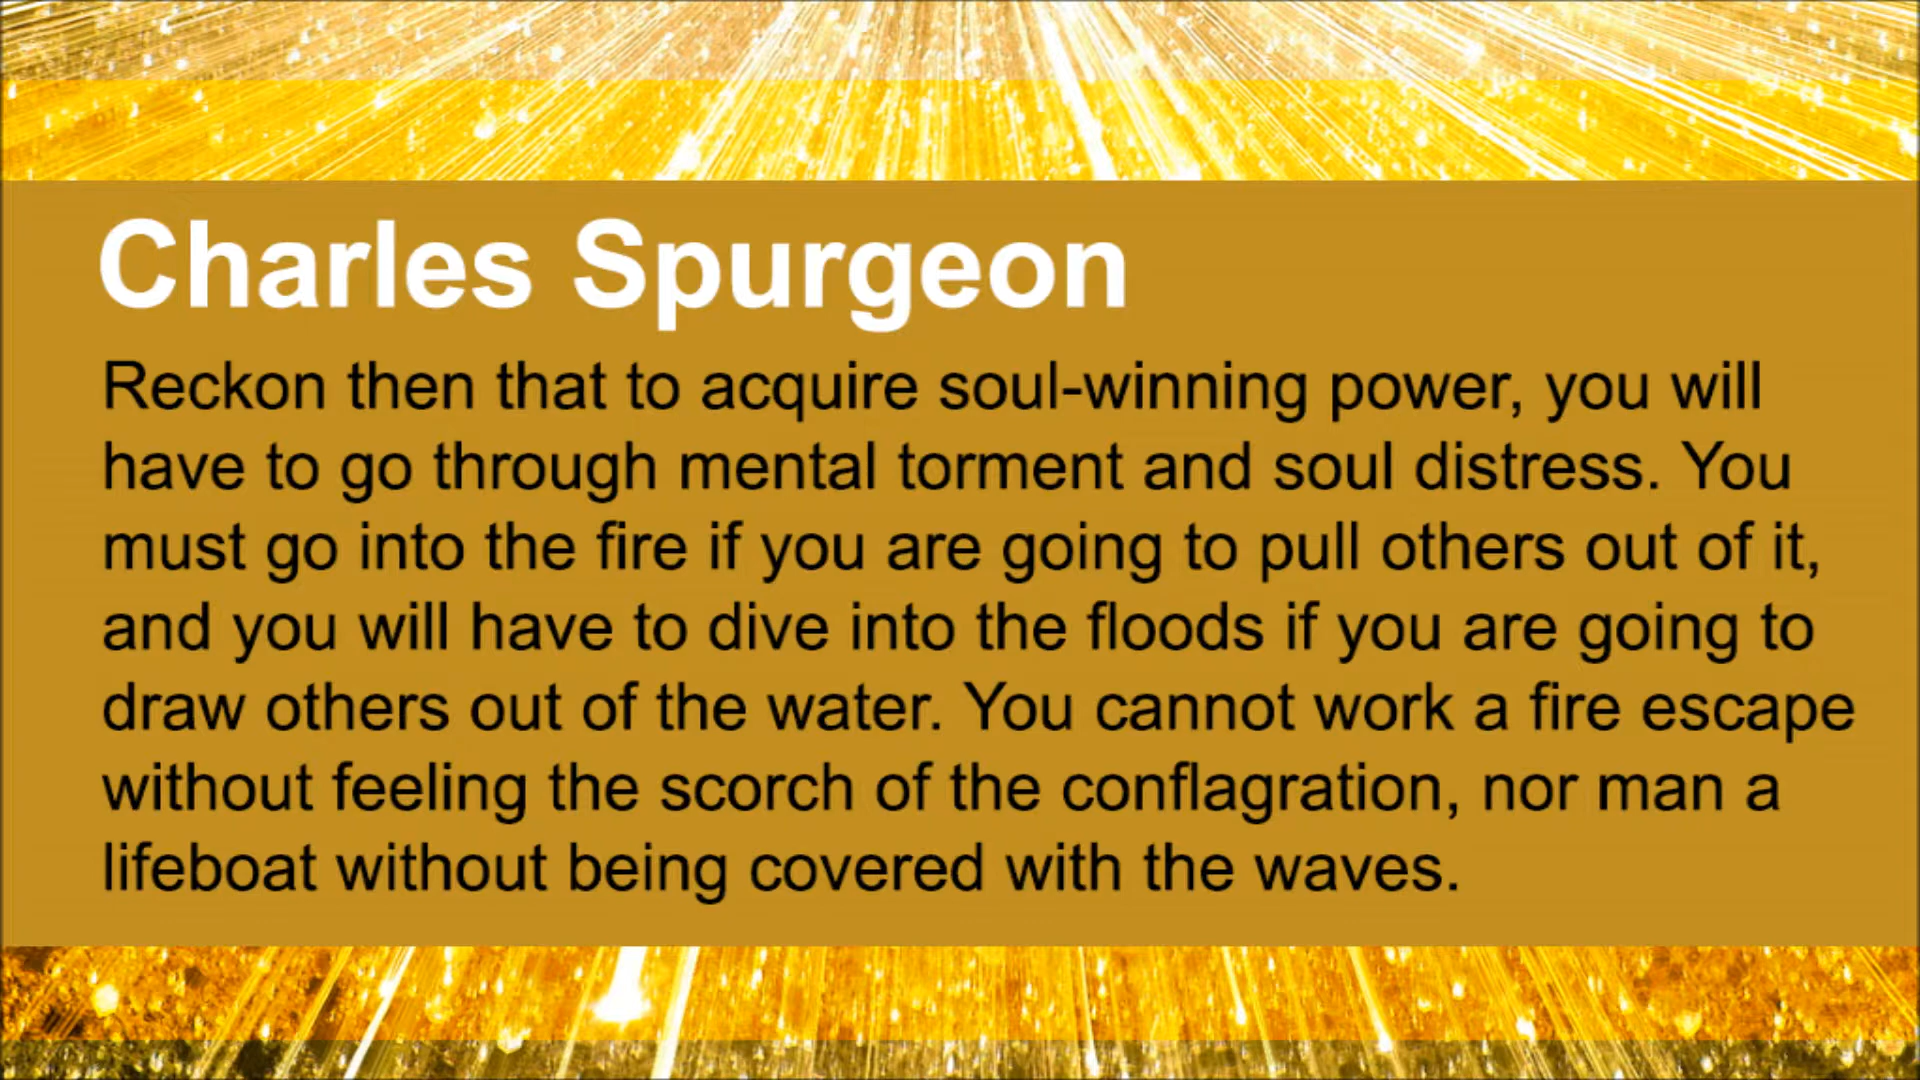 Charles Spurgeon
Reckon then that to acquire soul-winning power, you will
have to go through mental torment and soul distress. You
must go into the fire if you are going to pull others out of it,
and you will have to dive into the floods if you are going to
draw others out of the water. You cannot work a fire escape
without feeling the scorch of the conflagration, nor man a
lifeboat without being covered with the waves.